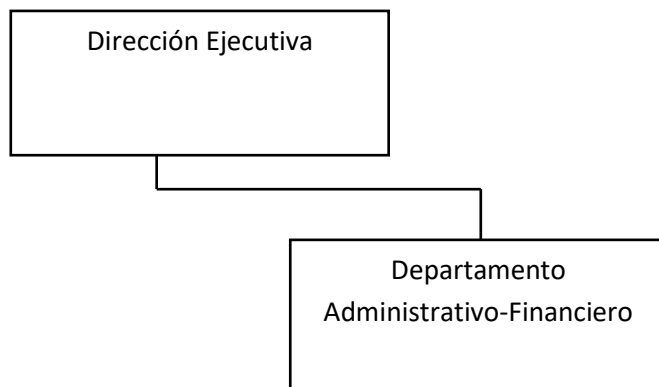 Dirección Ejecutiva
Departamento
Administrativo-Financiero